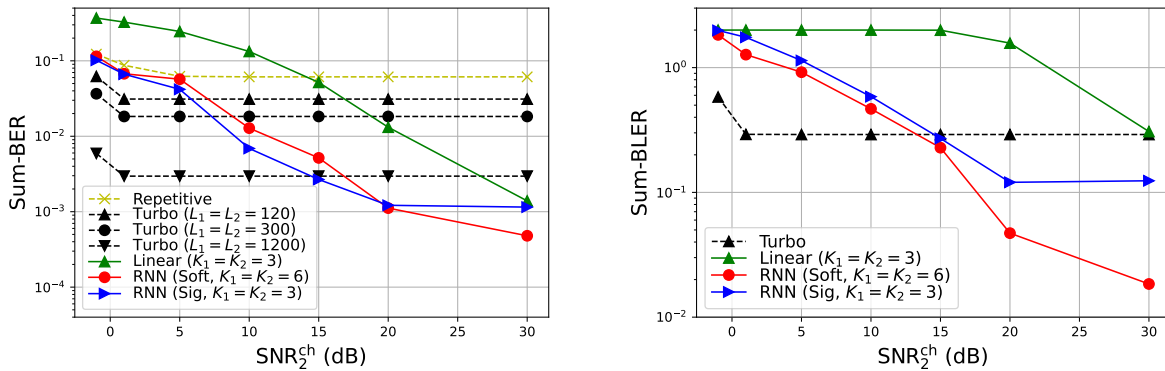 10⁻¹
10⁻²
10⁻³
10⁻⁴
Sum-BER
Repetitive
Turbo (L₁ = L₂ = 120)
Turbo (L₁ = L₂ = 300)
Turbo (L₁ = L₂ = 1200)
Linear (K₁ = K₂ = 3)
RNN (Soft, K₁ = K₂ = 6)
RNN (Sig, K₁ = K₂ = 3)
0 5 10 15 20 25 30
SNR₂ᶜʰ (dB)
10⁰
10⁻¹
10⁻²
Sum-BLER
Turbo
Linear (K₁ = K₂ = 3)
RNN (Soft, K₁ = K₂ = 6)
RNN (Sig, K₁ = K₂ = 3)
0 5 10 15 20 25 30
SNR₂ᶜʰ (dB)